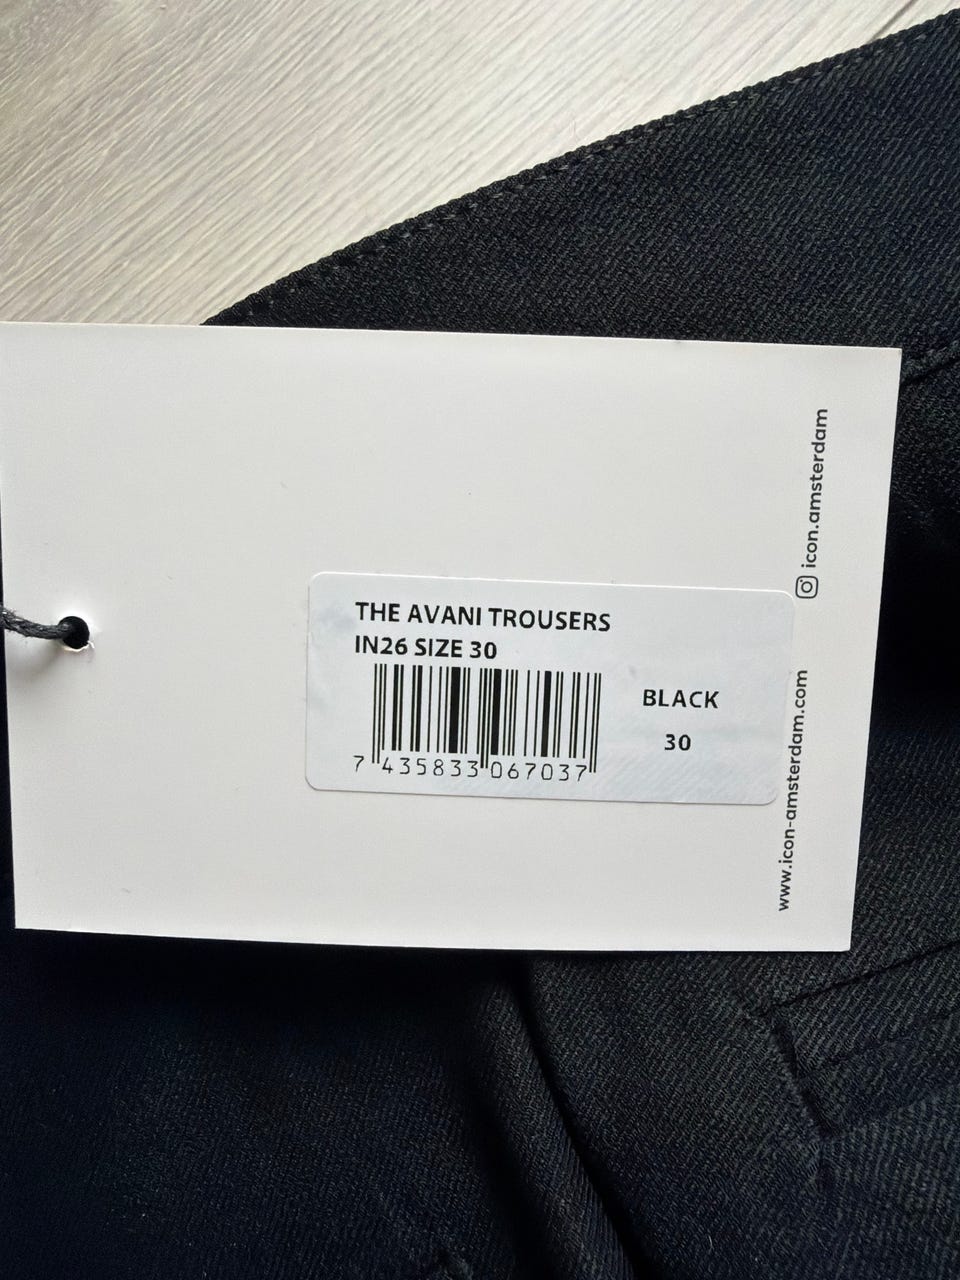 THE AVANI TROUSERS
IN26 SIZE 30
BLACK
30
7 435833 067037
icon.amsterdam
www.icon-amsterdam.com